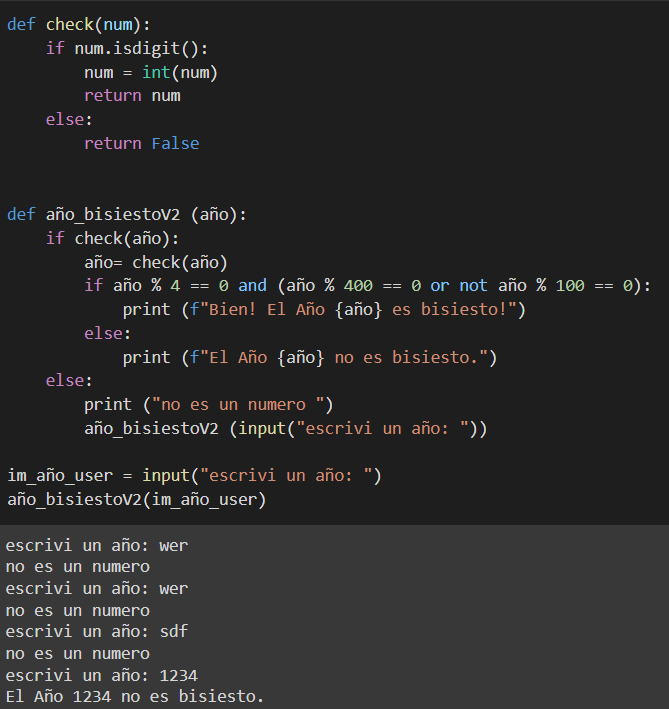 def check(num):
    if num.isdigit():
        num = int(num)
        return num
    else:
        return False
def año_bisiestoV2 (año):
    if check(año):
        año= check(año)
        if año % 4 == 0 and (año % 400 == 0 or not año % 100 == 0):
            print (f"Bien! El Año {año} es bisiesto!")
        else:
            print (f"El Año {año} no es bisiesto.")
    else:
        print ("no es un numero ")
        año_bisiestoV2 (input("escrivi un año: "))
im_año_user = input("escrivi un año: ")
año_bisiestoV2(im_año_user)
escrivi un año: wer
no es un numero
escrivi un año: wer
no es un numero
escrivi un año: sdf
no es un numero
escrivi un año: 1234
El Año 1234 no es bisiesto.